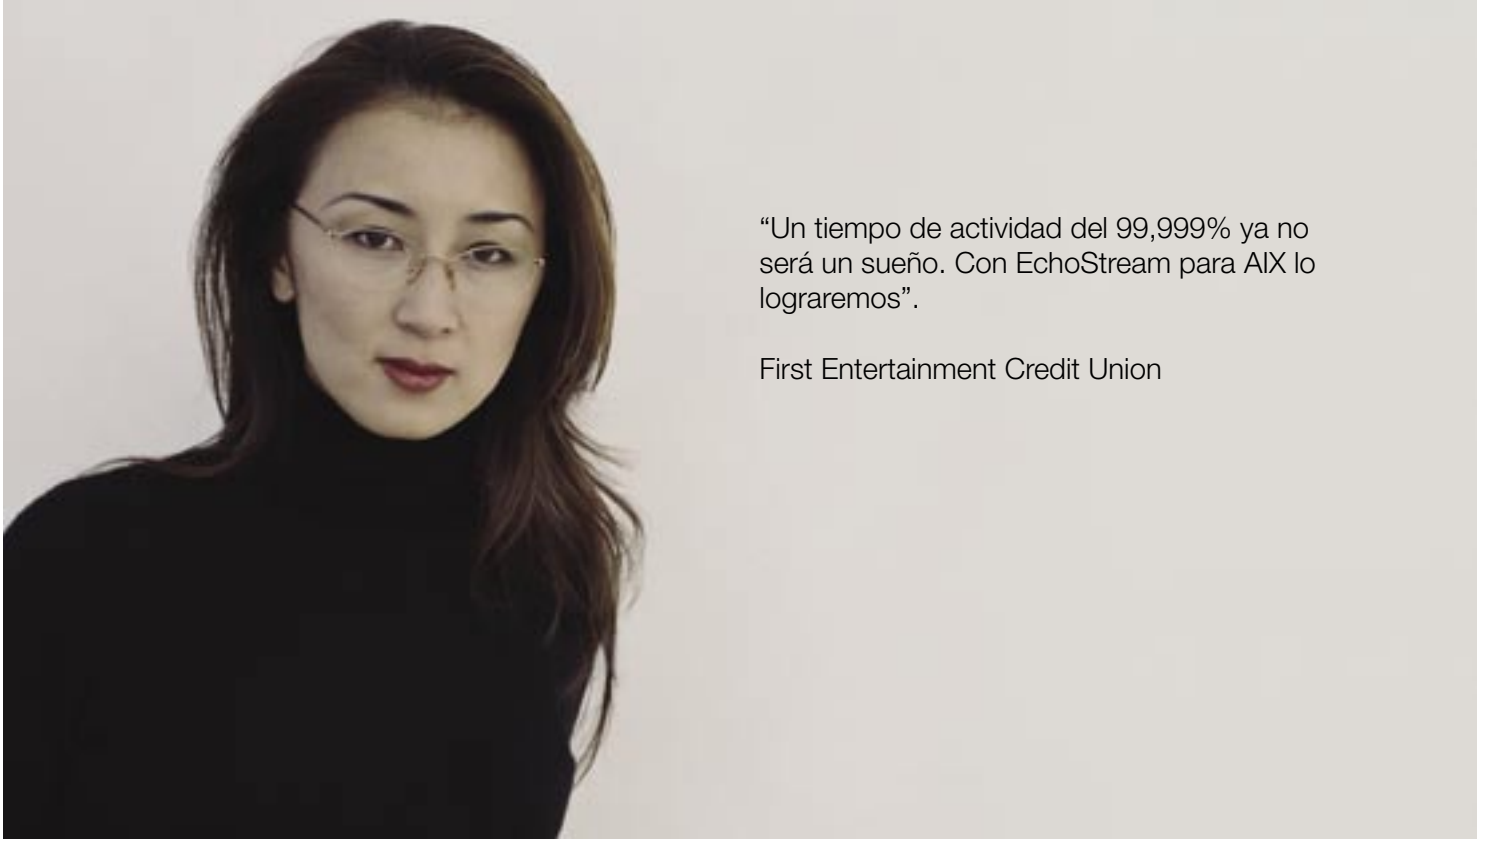 “Un tiempo de actividad del 99,999% ya no
será un sueño. Con EchoStream para AIX lo
lograremos”.
First Entertainment Credit Union